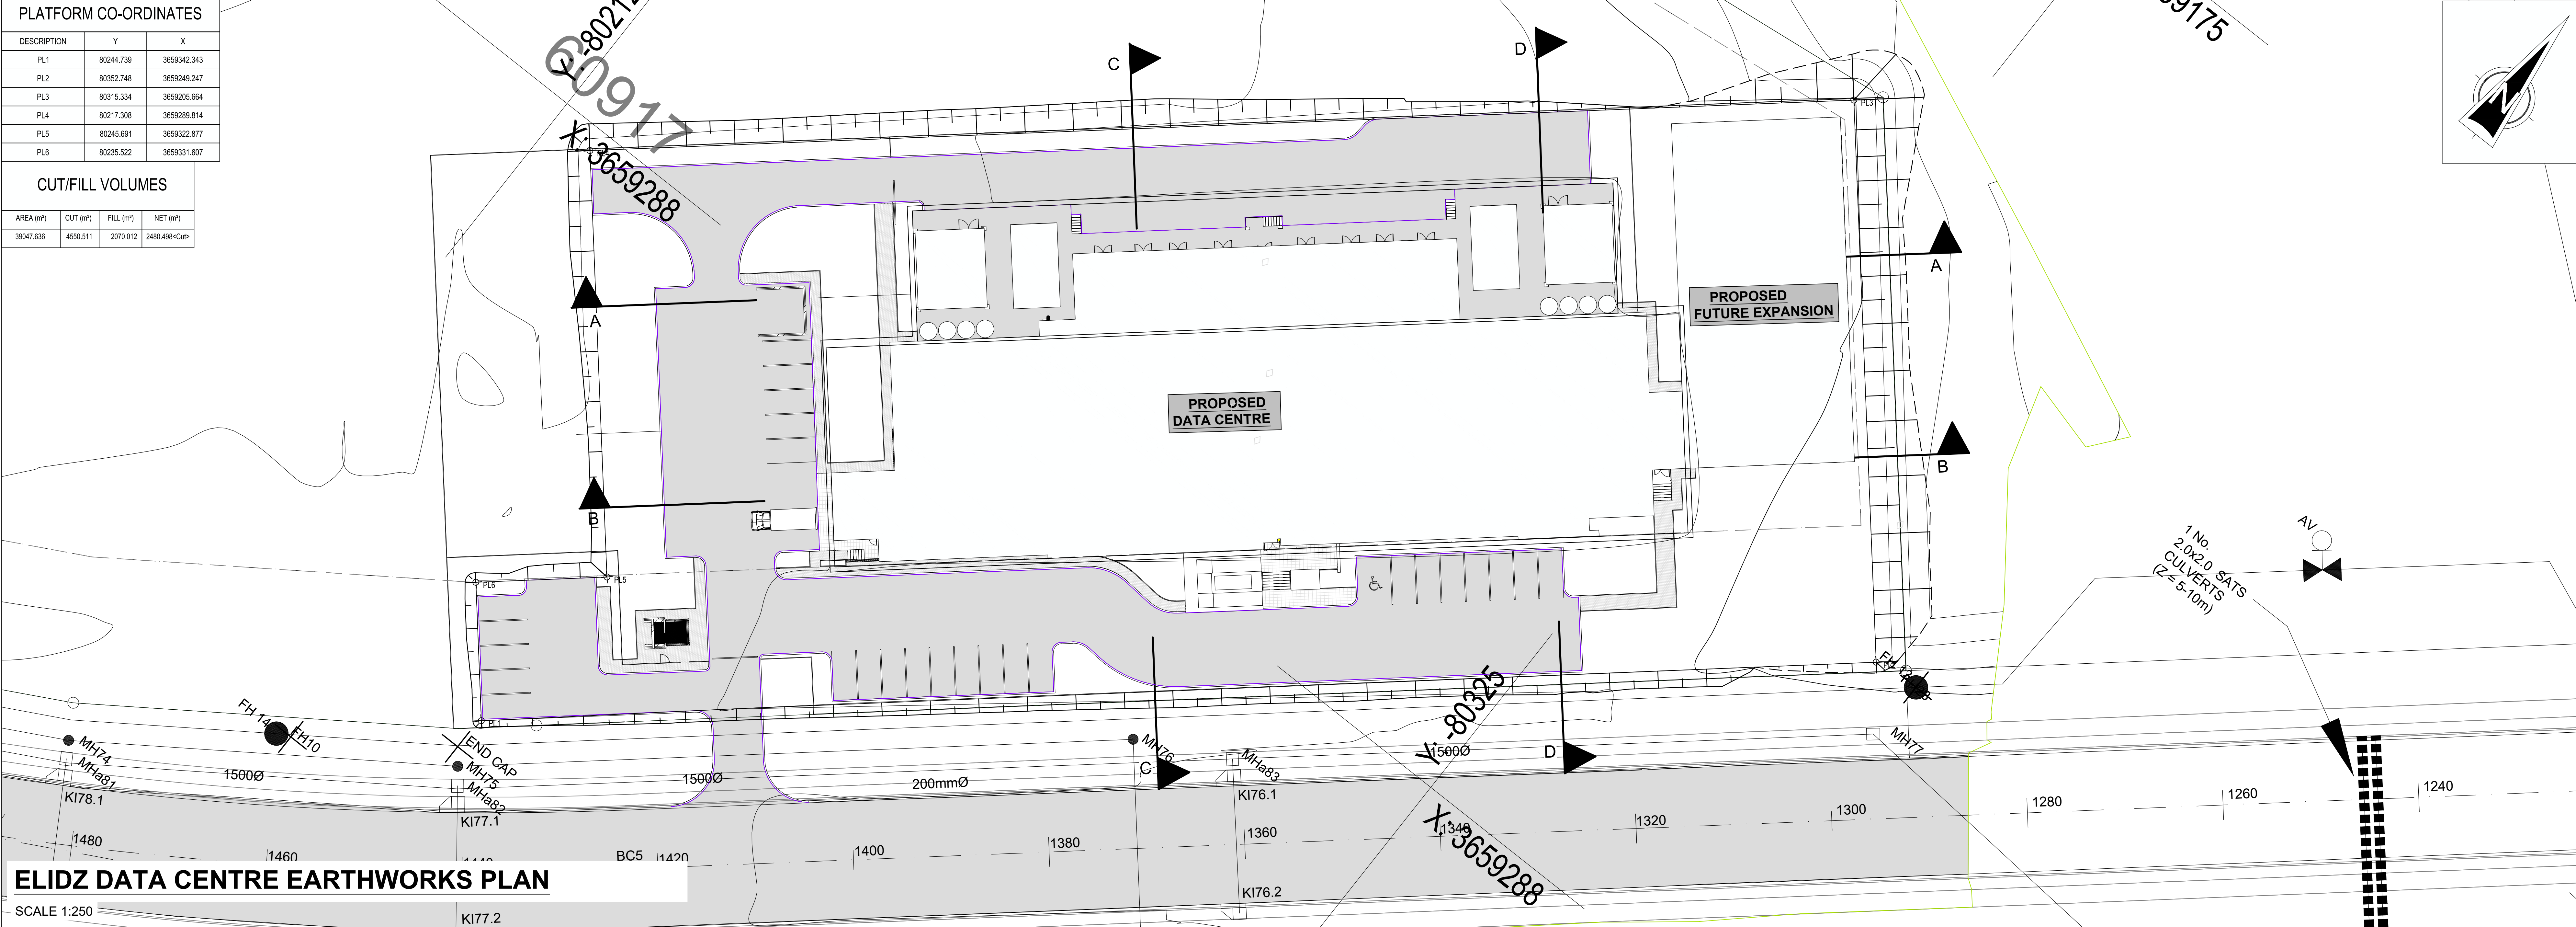 PLATFORM CO-ORDINATES
DESCRIPTION Y X
PL1 80244.739 3659342.343
PL2 80352.748 3659249.247
PL3 80315.334 3659205.664
PL4 80217.308 3659289.814
PL5 80245.691 3659322.877
PL6 80235.522 3659331.607
CUT/FILL VOLUMES
AREA (m²) CUT (m³) FILL (m³) NET (m³)
39047.636 4550.511 2070.012 2480.498<Cut>
60917
X: 3659288
C
D
PL3
N
A
A
B
B
PROPOSED
FUTURE EXPANSION
PROPOSED
DATA CENTRE
PL6
PL5
PL1
1 No.
2.0x2.0 SATS
CULVERTS
(Z = 5-10m)
AV
FH 14
FH10
END CAP
MH74
MHa81
KI78.1
MH75
MHa82
KI77.1
1500Ø
1500Ø
200mmØ
MH76
C
MHa83
KI76.1
1500Ø
D
Y: -80325
X: 3659288
MH77
1480
1460
BC5
1420
1400
1380
1360
1340
1320
1300
1280
1260
1240
KI77.2
KI76.2
ELIDZ DATA CENTRE EARTHWORKS PLAN
SCALE 1:250